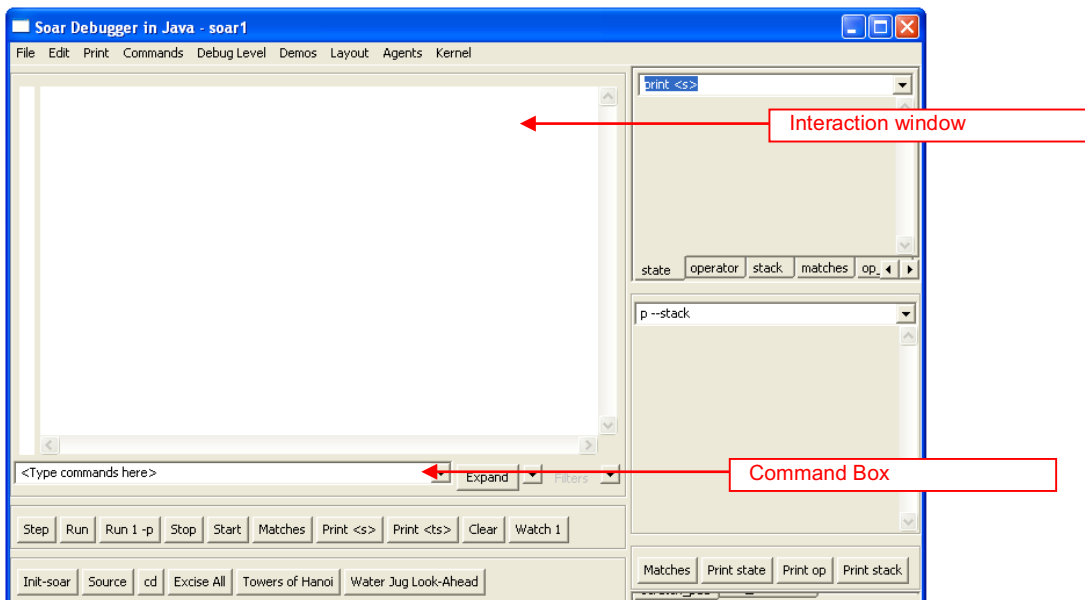 Soar Debugger in Java - soar1
File Edit Print Commands Debug Level Demos Layout Agents Kernel
print <s>
Interaction window
state operator stack matches op_
p --stack
<Type commands here>
Expand
Filters
Command Box
Step Run Run 1 -p Stop Start Matches Print <s> Print <ts> Clear Watch 1
Matches Print state Print op Print stack
Init-soar Source cd Excise All Towers of Hanoi Water Jug Look-Ahead